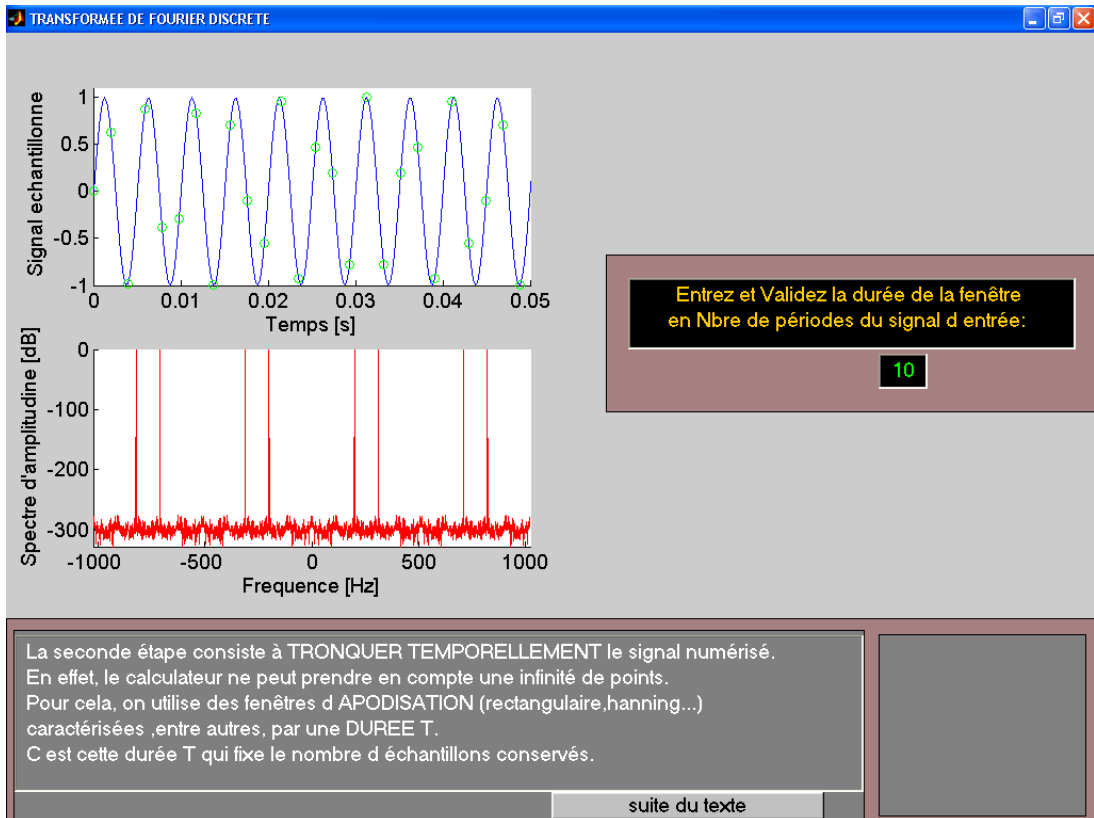 TRANSFORMEE DE FOURIER DISCRETE
Signal echantillonne
1
0.5
0
-0.5
-1
0 0.01 0.02 0.03 0.04 0.05
Temps [s]
Spectre d'amplitudine [dB]
0
-100
-200
-300
-1000 -500 0 500 1000
Frequence [Hz]
Entrez et Validez la durée de la fenêtre
en Nbre de périodes du signal d entrée:
10
La seconde étape consiste à TRONQUER TEMPORELLEMENT le signal numérisé.
En effet, le calculateur ne peut prendre en compte une infinité de points.
Pour cela, on utilise des fenêtres d APODISATION (rectangulaire,hanning...)
caractérisées ,entre autres, par une DUREE T.
C est cette durée T qui fixe le nombre d échantillons conservés.
suite du texte